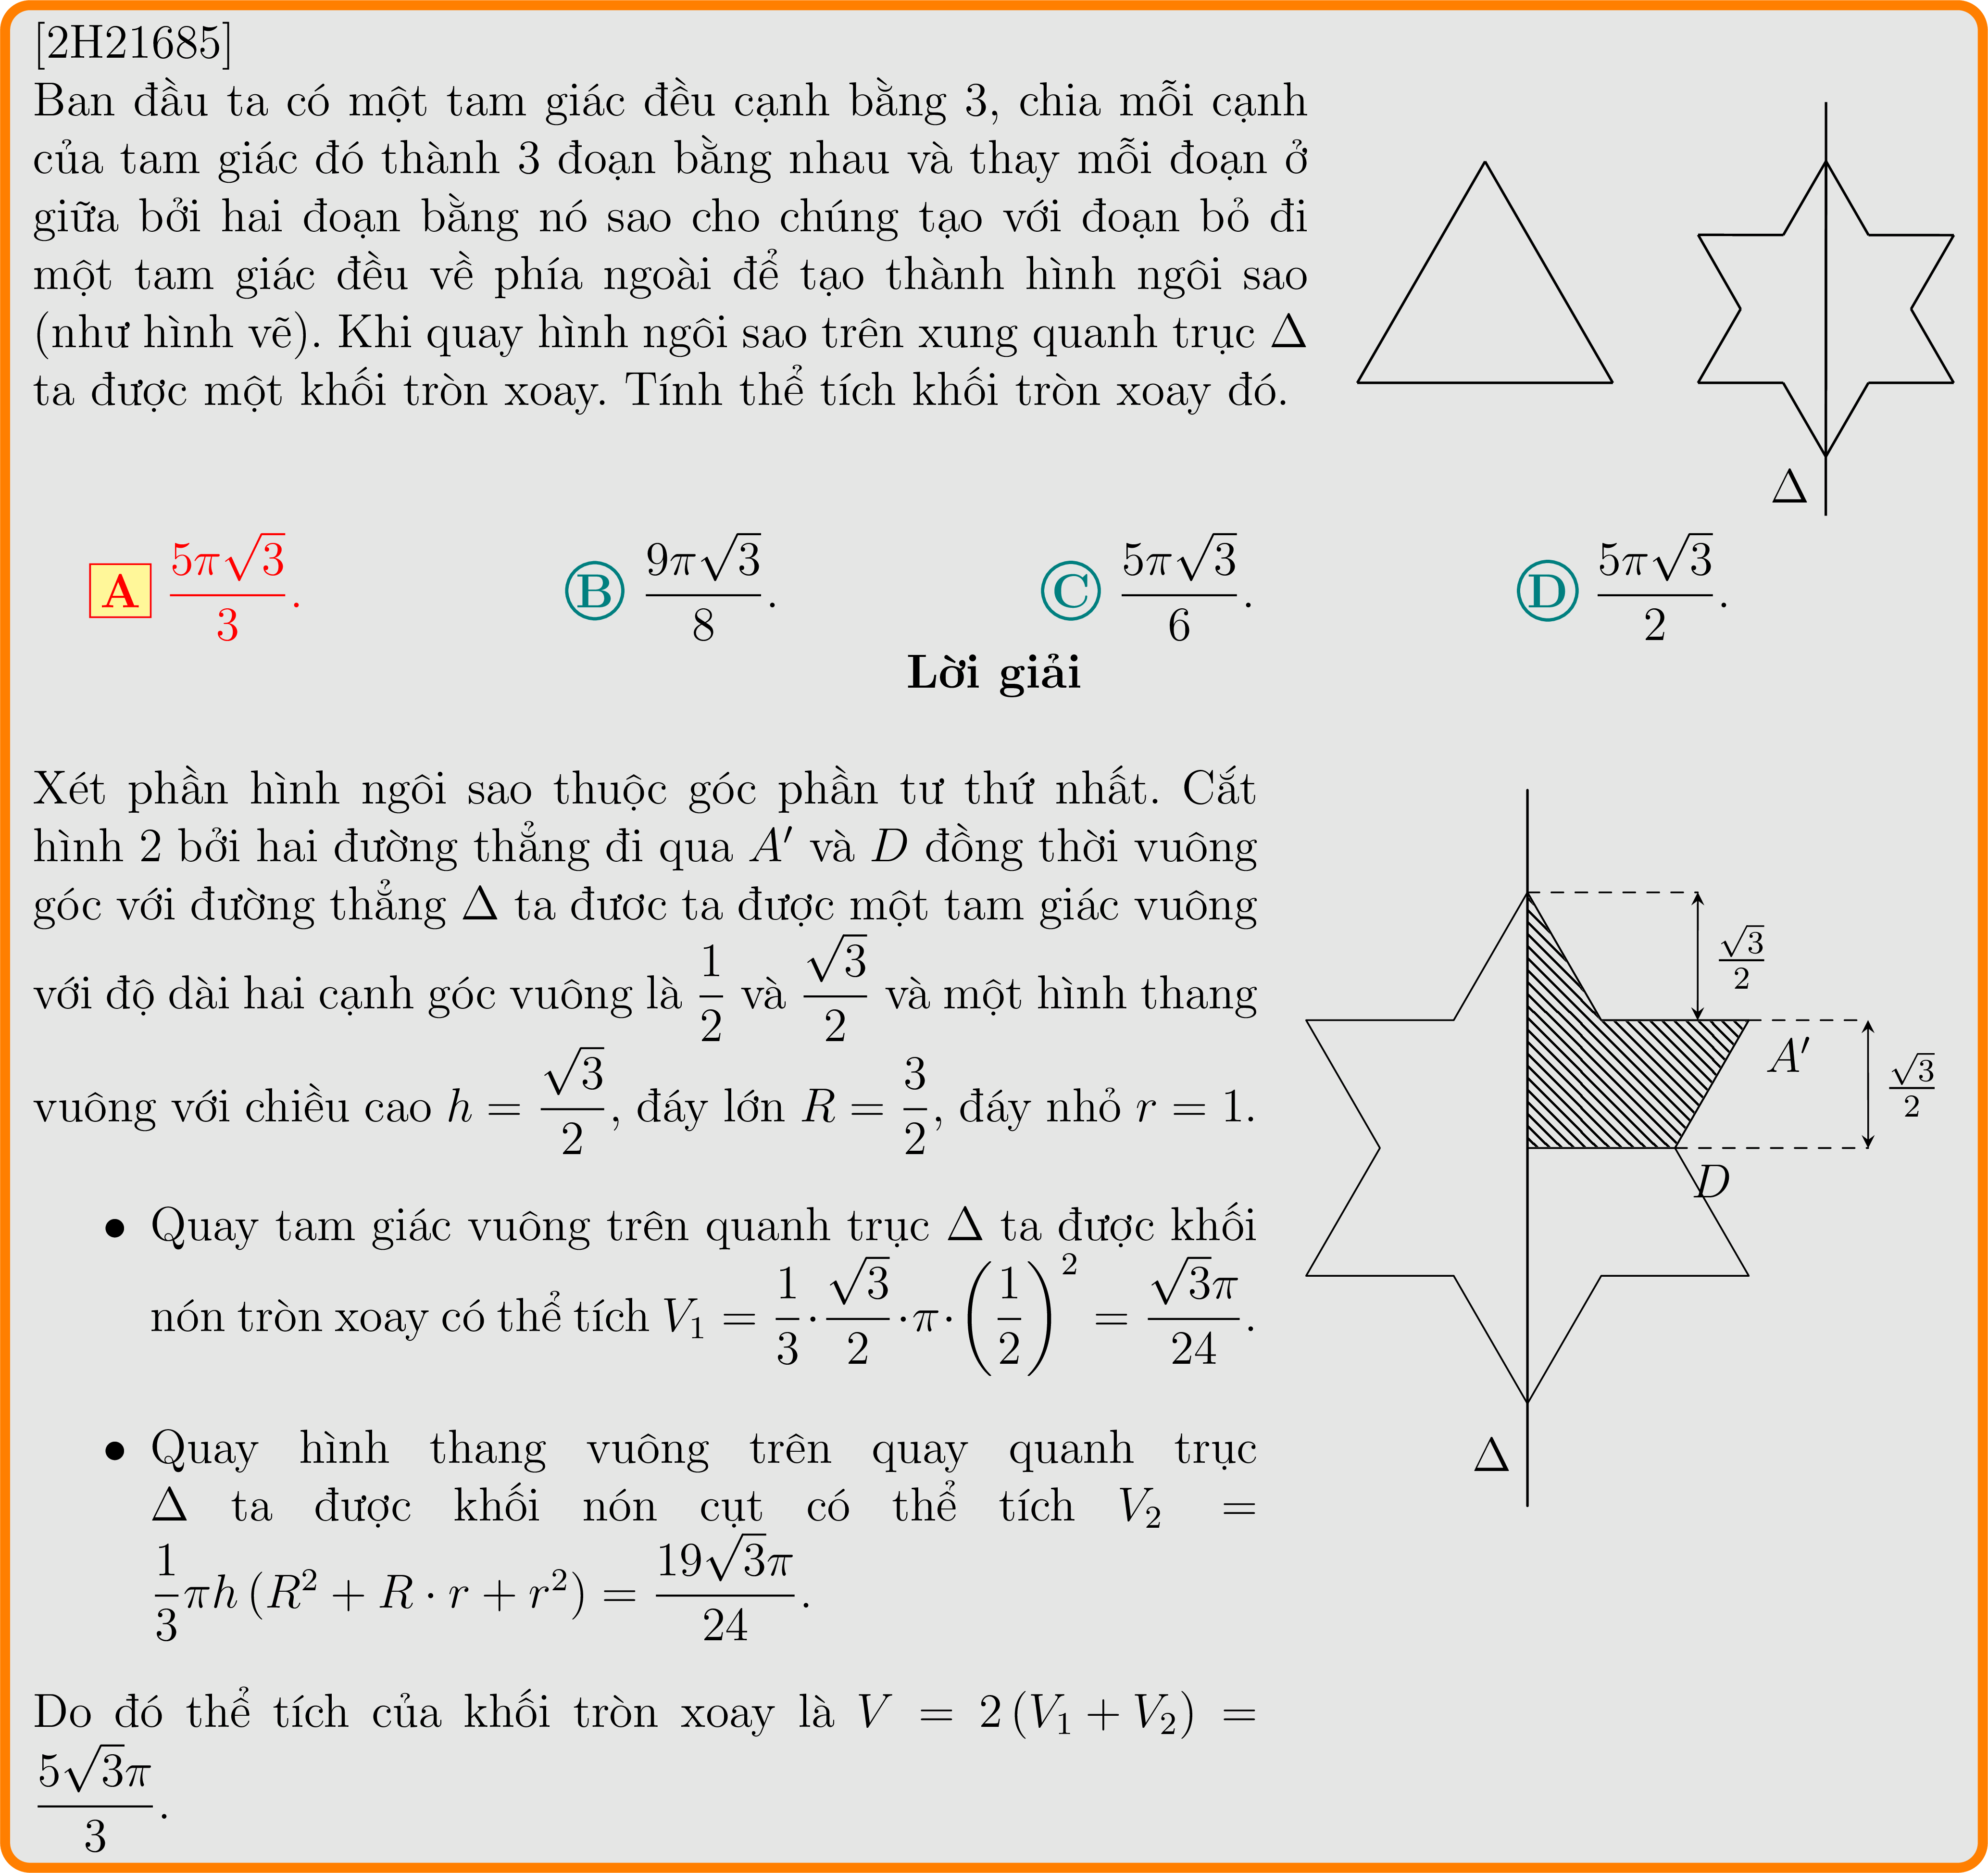 [2H21685]
Ban đầu ta có một tam giác đều cạnh bằng 3, chia mỗi cạnh
của tam giác đó thành 3 đoạn bằng nhau và thay mỗi đoạn ở
giữa bởi hai đoạn bằng nó sao cho chúng tạo với đoạn bỏ đi
một tam giác đều về phía ngoài để tạo thành hình ngôi sao
(như hình vẽ). Khi quay hình ngôi sao trên xung quanh trục Δ
ta được một khối tròn xoay. Tính thể tích khối tròn xoay đó.
Δ
A $\frac{5\pi\sqrt{3}}{3}$. B $\frac{9\pi\sqrt{3}}{8}$. C $\frac{5\pi\sqrt{3}}{6}$. D $\frac{5\pi\sqrt{3}}{2}$.
Lời giải
Xét phần hình ngôi sao thuộc góc phần tư thứ nhất. Cắt
hình 2 bởi hai đường thẳng đi qua $A'$ và $D$ đồng thời vuông
góc với đường thẳng Δ ta đươc ta được một tam giác vuông
với độ dài hai cạnh góc vuông là $\frac{1}{2}$ và $\frac{\sqrt{3}}{2}$ và một hình thang
vuông với chiều cao $h = \frac{\sqrt{3}}{2}$, đáy lớn $R = \frac{3}{2}$, đáy nhỏ $r = 1$.
• Quay tam giác vuông trên quanh trục Δ ta được khối
nón tròn xoay có thể tích $V_1 = \frac{1}{3} \cdot \frac{\sqrt{3}}{2} \cdot \pi \cdot \left(\frac{1}{2}\right)^2 = \frac{\sqrt{3}\pi}{24}$.
• Quay hình thang vuông trên quay quanh trục
Δ ta được khối nón cụt có thể tích $V_2 =$
$\frac{1}{3}\pi h \left(R^2 + R \cdot r + r^2\right) = \frac{19\sqrt{3}\pi}{24}$.
Do đó thể tích của khối tròn xoay là $V = 2\left(V_1 + V_2\right) =$
$\frac{5\sqrt{3}\pi}{3}$.
$\frac{\sqrt{3}}{2}$
$A'$
$\frac{\sqrt{3}}{2}$
$D$
Δ